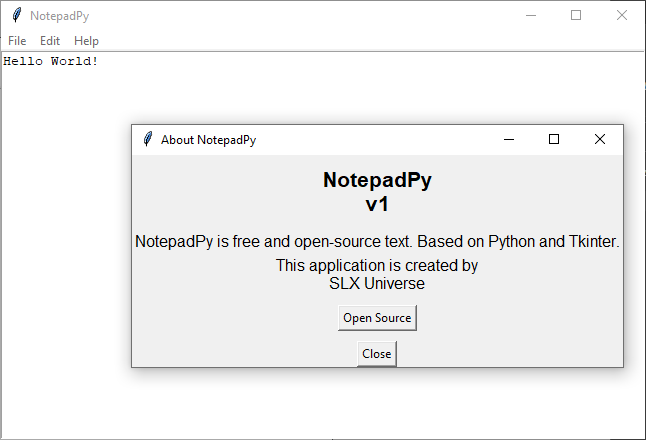 NotepadPy
File Edit Help
Hello World!
About NotepadPy
NotepadPy
v1
NotepadPy is free and open-source text. Based on Python and Tkinter.
This application is created by
SLX Universe
Open Source
Close